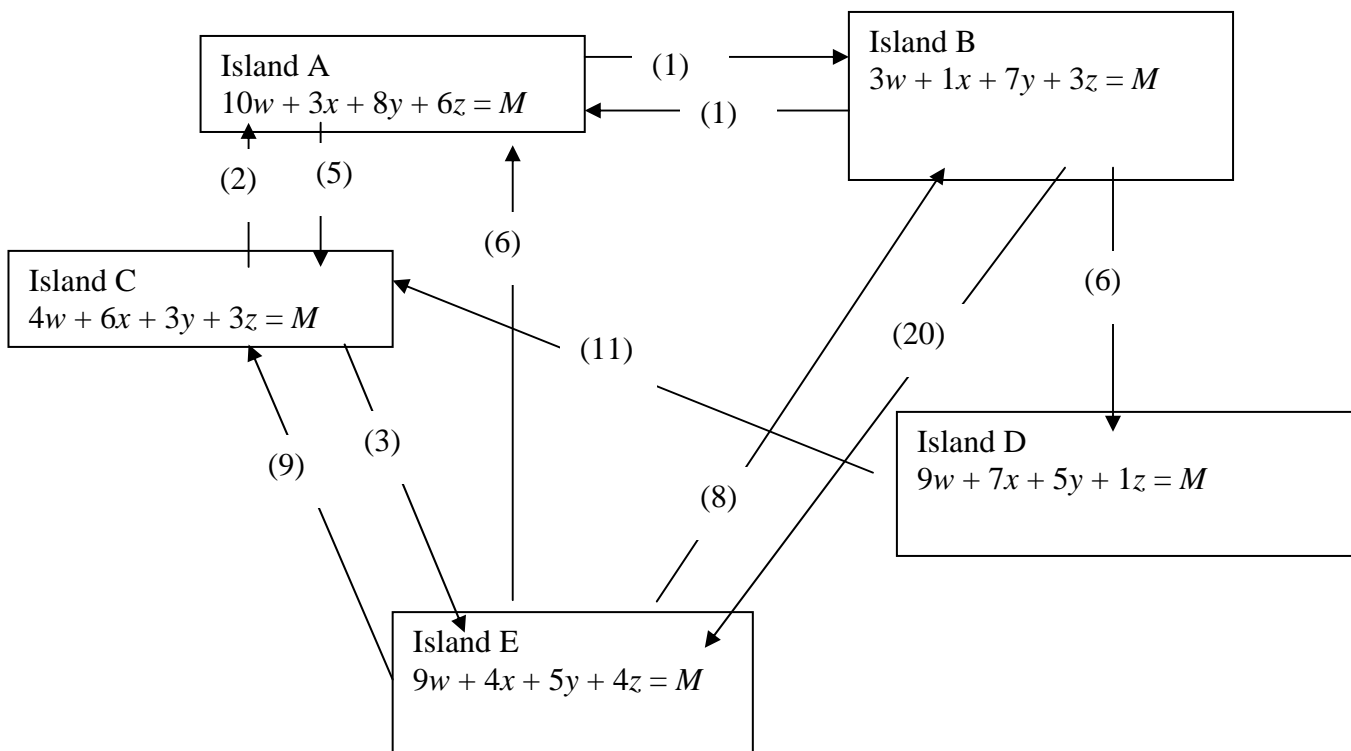 Island A
10w + 3x + 8y + 6z = M
(1)
(1)
Island B
3w + 1x + 7y + 3z = M
(2)
(5)
(6)
(6)
Island C
4w + 6x + 3y + 3z = M
(11)
(20)
(9)
(3)
(8)
Island D
9w + 7x + 5y + 1z = M
Island E
9w + 4x + 5y + 4z = M